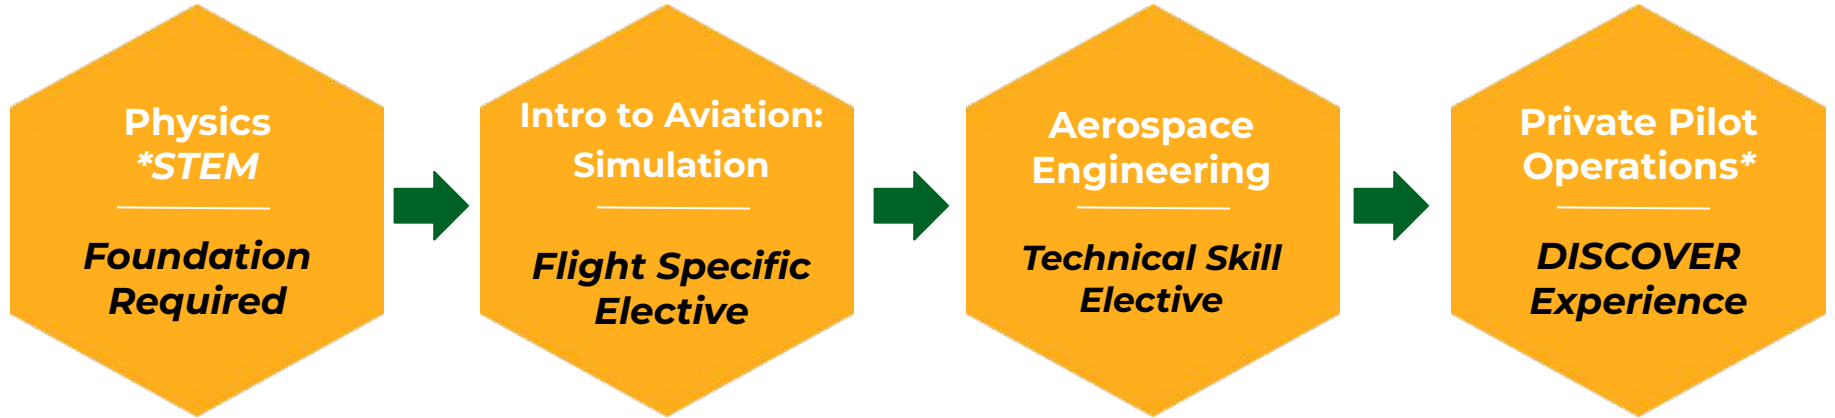 Physics
*STEM
Foundation
Required
Intro to Aviation:
Simulation
Flight Specific
Elective
Aerospace
Engineering
Technical Skill
Elective
Private Pilot
Operations*
DISCOVER
Experience